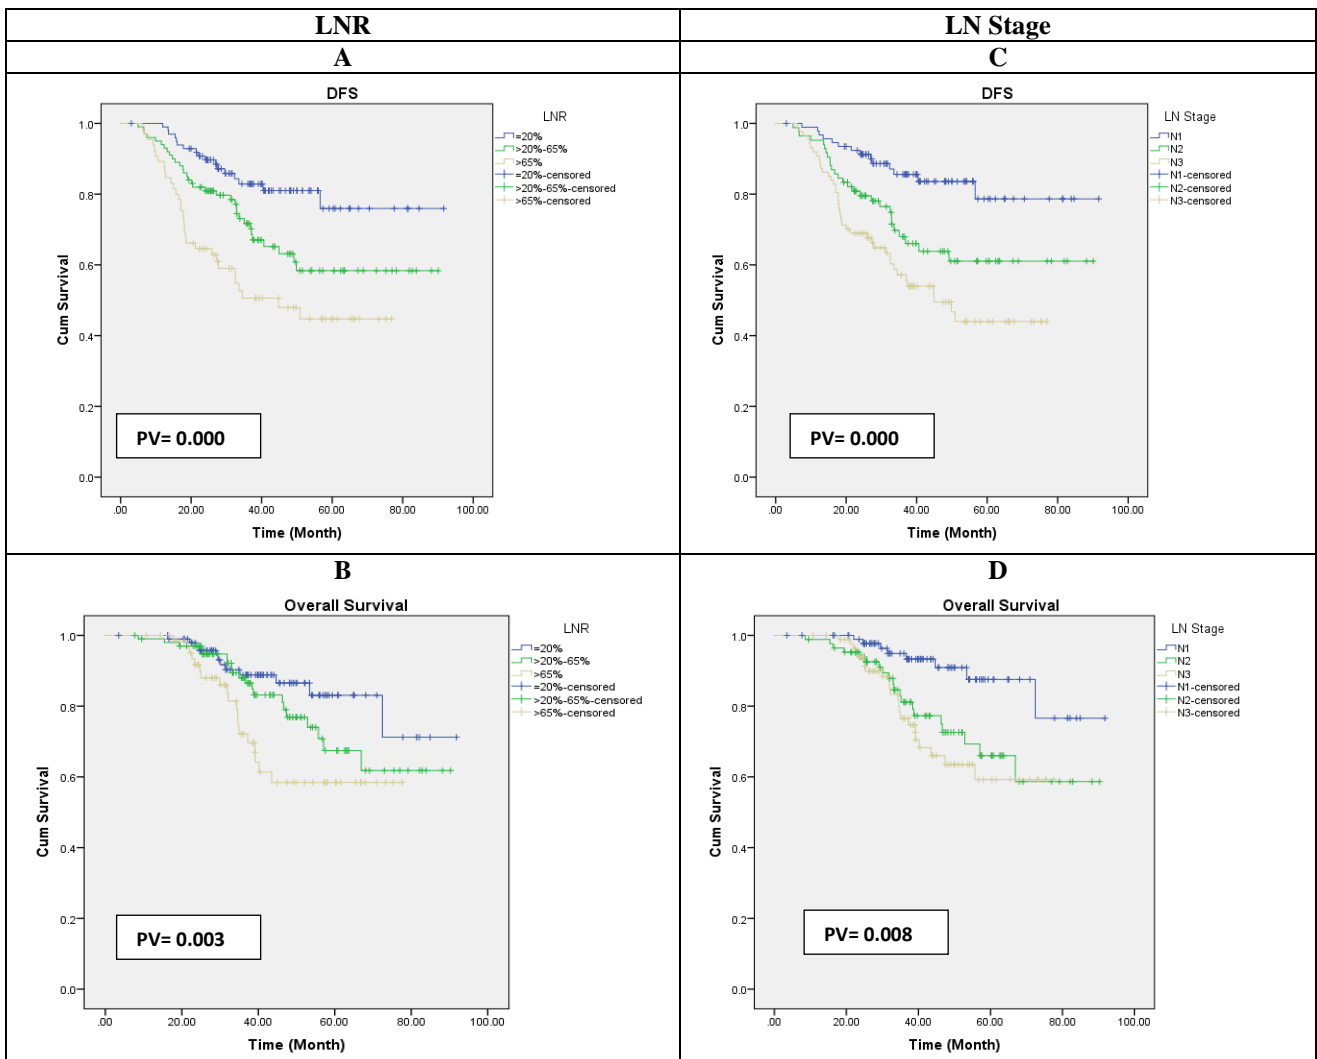 LNR
LN Stage
A
C
DFS
LNR
=20%
>20%-65%
>65%
=20%-censored
>20%-65%-censored
>65%-censored
1.0
0.8
0.6
0.4
0.2
0.0
Cum Survival
PV= 0.000
.00 20.00 40.00 60.00 80.00 100.00
Time (Month)
DFS
LN Stage
N1
N2
N3
N1-censored
N2-censored
N3-censored
1.0
0.8
0.6
0.4
0.2
0.0
Cum Survival
PV= 0.000
.00 20.00 40.00 60.00 80.00 100.00
Time (Month)
B
D
Overall Survival
LNR
=20%
>20%-65%
>65%
=20%-censored
>20%-65%-censored
>65%-censored
1.0
0.8
0.6
0.4
0.2
0.0
Cum Survival
PV= 0.003
.00 20.00 40.00 60.00 80.00 100.00
Time (Month)
Overall Survival
LN Stage
N1
N2
N3
N1-censored
N2-censored
N3-censored
1.0
0.8
0.6
0.4
0.2
0.0
Cum Survival
PV= 0.008
.00 20.00 40.00 60.00 80.00 100.00
Time (Month)